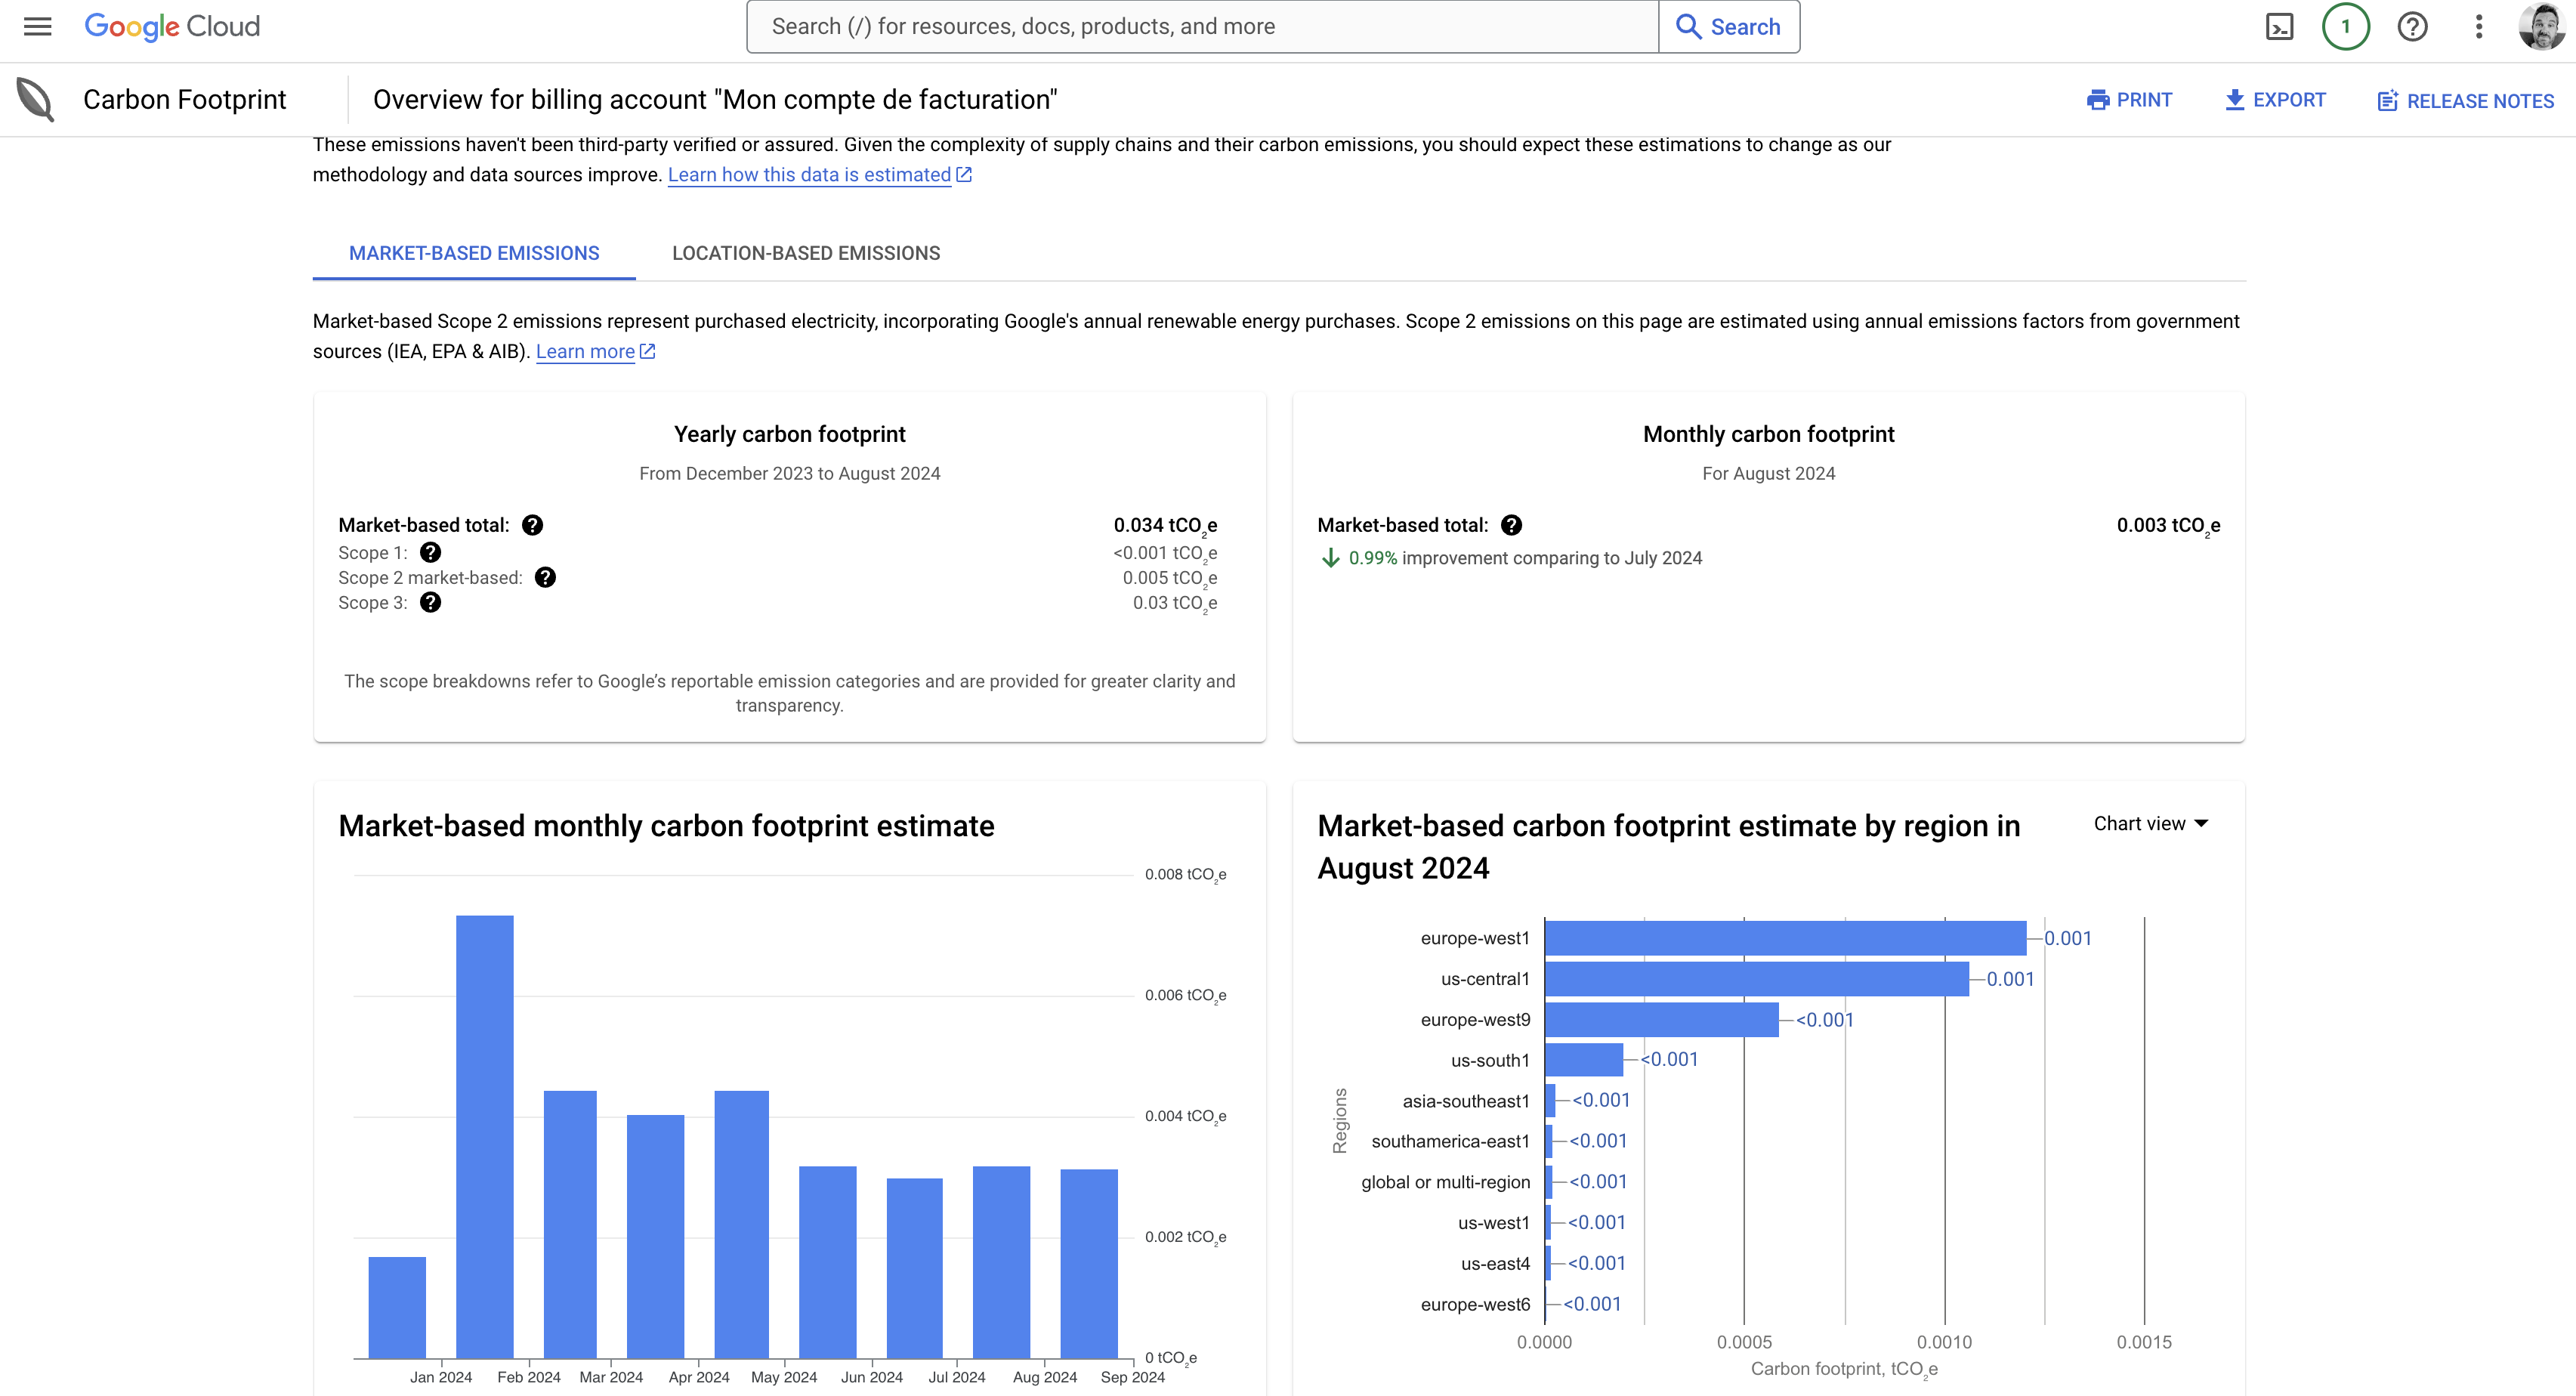 Google Cloud
Search (/) for resources, docs, products, and more
Search
1
Carbon Footprint
Overview for billing account "Mon compte de facturation"
PRINT
EXPORT
RELEASE NOTES
These emissions haven't been third-party verified or assured. Given the complexity of supply chains and their carbon emissions, you should expect these estimations to change as our
methodology and data sources improve. Learn how this data is estimated
MARKET-BASED EMISSIONS
LOCATION-BASED EMISSIONS
Market-based Scope 2 emissions represent purchased electricity, incorporating Google's annual renewable energy purchases. Scope 2 emissions on this page are estimated using annual emissions factors from government
sources (IEA, EPA & AIB). Learn more
Yearly carbon footprint
From December 2023 to August 2024
Market-based total: 0.034 tCO₂e
Scope 1: <0.001 tCO₂e
Scope 2 market-based: 0.005 tCO₂e
Scope 3: 0.03 tCO₂e
The scope breakdowns refer to Google’s reportable emission categories and are provided for greater clarity and
transparency.
Monthly carbon footprint
For August 2024
Market-based total: 0.003 tCO₂e
0.99% improvement comparing to July 2024
Market-based monthly carbon footprint estimate
0.008 tCO₂e
0.006 tCO₂e
0.004 tCO₂e
0.002 tCO₂e
0 tCO₂e
Jan 2024 Feb 2024 Mar 2024 Apr 2024 May 2024 Jun 2024 Jul 2024 Aug 2024 Sep 2024
Market-based carbon footprint estimate by region in
August 2024
Chart view
Regions
europe-west1 0.001
us-central1 0.001
europe-west9 <0.001
us-south1 <0.001
asia-southeast1 <0.001
southamerica-east1 <0.001
global or multi-region <0.001
us-west1 <0.001
us-east4 <0.001
europe-west6 <0.001
0.0000 0.0005 0.0010 0.0015
Carbon footprint, tCO₂e